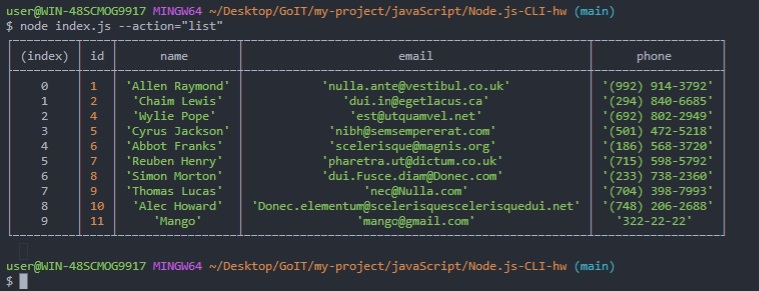 user@WIN-48SCMOG9917 MINGW64 ~/Desktop/GoIT/my-project/javaScript/Node.js-CLI-hw (main)
$ node index.js --action="list"
(index) id name email phone
0 1 'Allen Raymond' 'nulla.ante@vestibul.co.uk' '(992) 914-3792'
1 2 'Chaim Lewis' 'dui.in@egetlacus.ca' '(294) 840-6685'
2 4 'Wylie Pope' 'est@utquamvel.net' '(692) 802-2949'
3 5 'Cyrus Jackson' 'nibh@semsempererat.com' '(501) 472-5218'
4 6 'Abbot Franks' 'scelerisque@magnis.org' '(186) 568-3720'
5 7 'Reuben Henry' 'pharetra.ut@dictum.co.uk' '(715) 598-5792'
6 8 'Simon Morton' 'dui.Fusce.diam@Donec.com' '(233) 738-2360'
7 9 'Thomas Lucas' 'nec@Nulla.com' '(704) 398-7993'
8 10 'Alec Howard' 'Donec.elementum@scelerisquescelerisquedui.net' '(748) 206-2688'
9 11 'Mango' 'mango@gmail.com' '322-22-22'
user@WIN-48SCMOG9917 MINGW64 ~/Desktop/GoIT/my-project/javaScript/Node.js-CLI-hw (main)
$